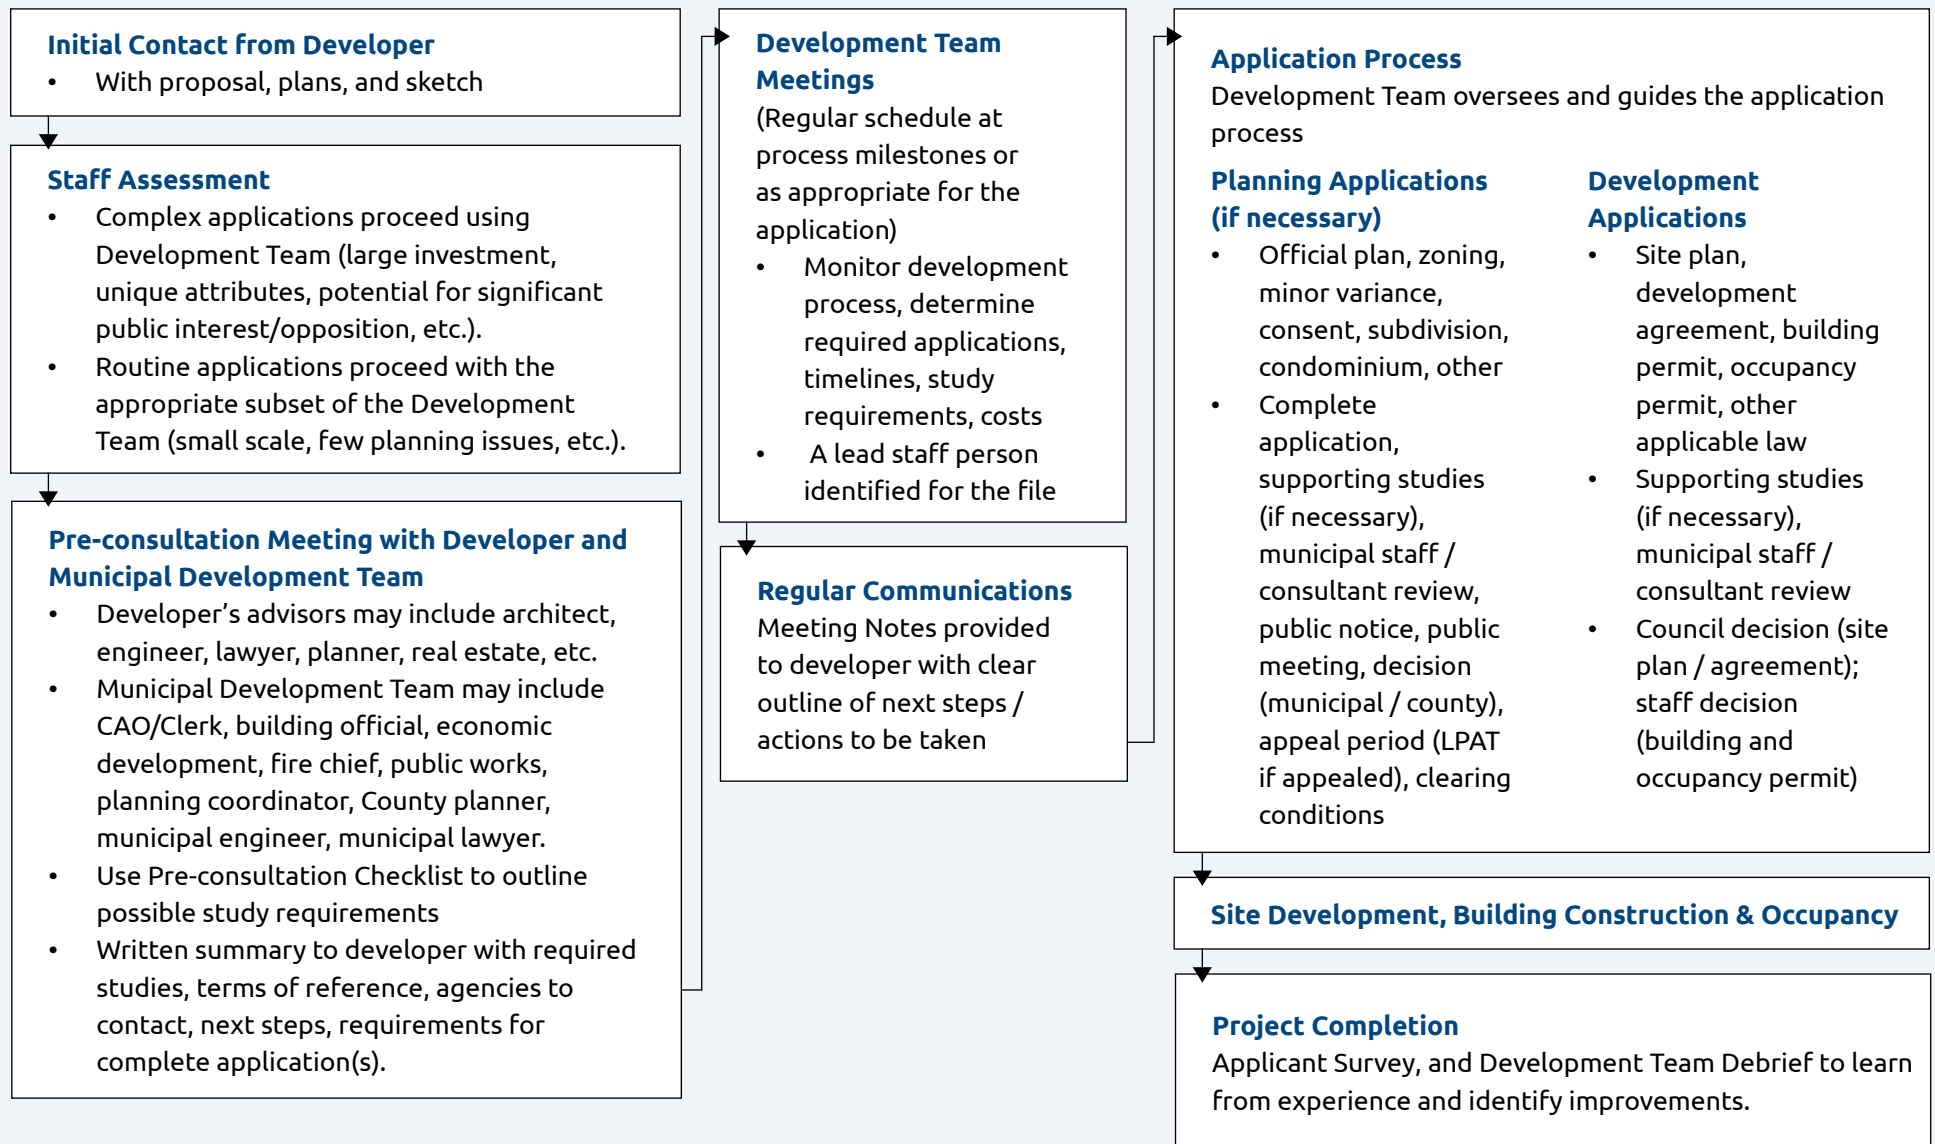 Initial Contact from Developer
• With proposal, plans, and sketch
Staff Assessment
• Complex applications proceed using
Development Team (large investment,
unique attributes, potential for significant
public interest/opposition, etc.).
• Routine applications proceed with the
appropriate subset of the Development
Team (small scale, few planning issues, etc.).
Pre-consultation Meeting with Developer and
Municipal Development Team
• Developer’s advisors may include architect,
engineer, lawyer, planner, real estate, etc.
• Municipal Development Team may include
CAO/Clerk, building official, economic
development, fire chief, public works,
planning coordinator, County planner,
municipal engineer, municipal lawyer.
• Use Pre-consultation Checklist to outline
possible study requirements
• Written summary to developer with required
studies, terms of reference, agencies to
contact, next steps, requirements for
complete application(s).
Development Team
Meetings
(Regular schedule at
process milestones or
as appropriate for the
application)
• Monitor development
process, determine
required applications,
timelines, study
requirements, costs
• A lead staff person
identified for the file
Regular Communications
Meeting Notes provided
to developer with clear
outline of next steps /
actions to be taken
Application Process
Development Team oversees and guides the application
process
Planning Applications
(if necessary)
• Official plan, zoning,
minor variance,
consent, subdivision,
condominium, other
• Complete
application,
supporting studies
(if necessary),
municipal staff /
consultant review,
public notice, public
meeting, decision
(municipal / county),
appeal period (LPAT
if appealed), clearing
conditions
Development
Applications
• Site plan,
development
agreement, building
permit, occupancy
permit, other
applicable law
• Supporting studies
(if necessary),
municipal staff /
consultant review
• Council decision (site
plan / agreement);
staff decision
(building and
occupancy permit)
Site Development, Building Construction & Occupancy
Project Completion
Applicant Survey, and Development Team Debrief to learn
from experience and identify improvements.